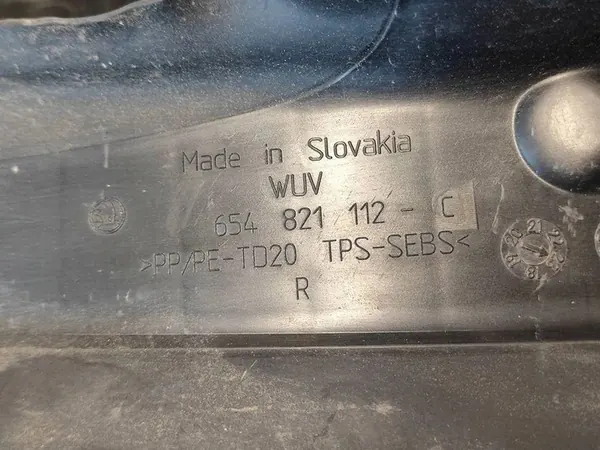 Made in Slovakia
WUV
654 821 112 - C
>PP/PE-TD20 TPS-SEBS<
R